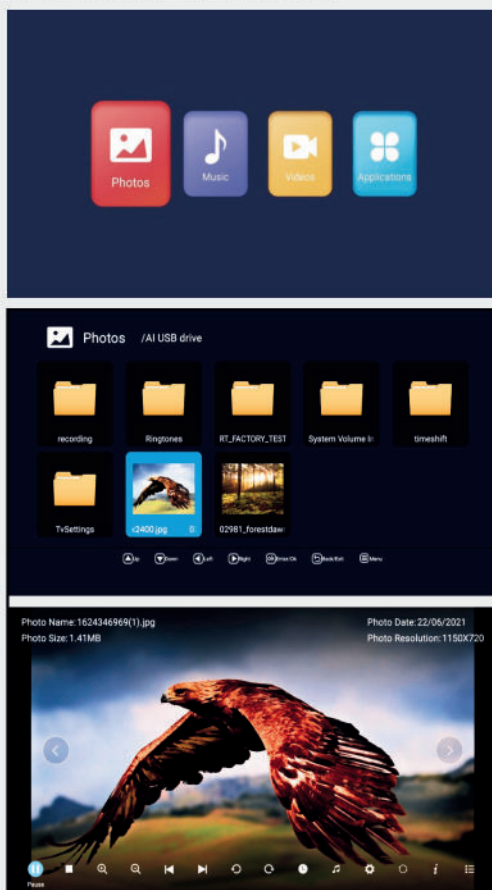 Photos
Music
Videos
Applications
Photos /AI USB drive
recording Ringtones RT_FACTORY_TEST System Volume In timeshift
TvSettings v2400.jpg 02981_forestdaw
Up Down Left Right OK Enter/Ok Back/Exit Menu
Photo Name:1624346969(1).jpg Photo Date:22/06/2021
Photo Size:1.41MB Photo Resolution:1150X720
Pause